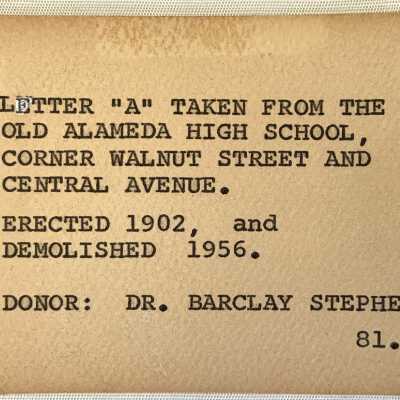 LETTER "A" TAKEN FROM THE
OLD ALAMEDA HIGH SCHOOL,
CORNER WALNUT STREET AND
CENTRAL AVENUE.
ERECTED 1902, and
DEMOLISHED 1956.
DONOR: DR. BARCLAY STEPHE
81.